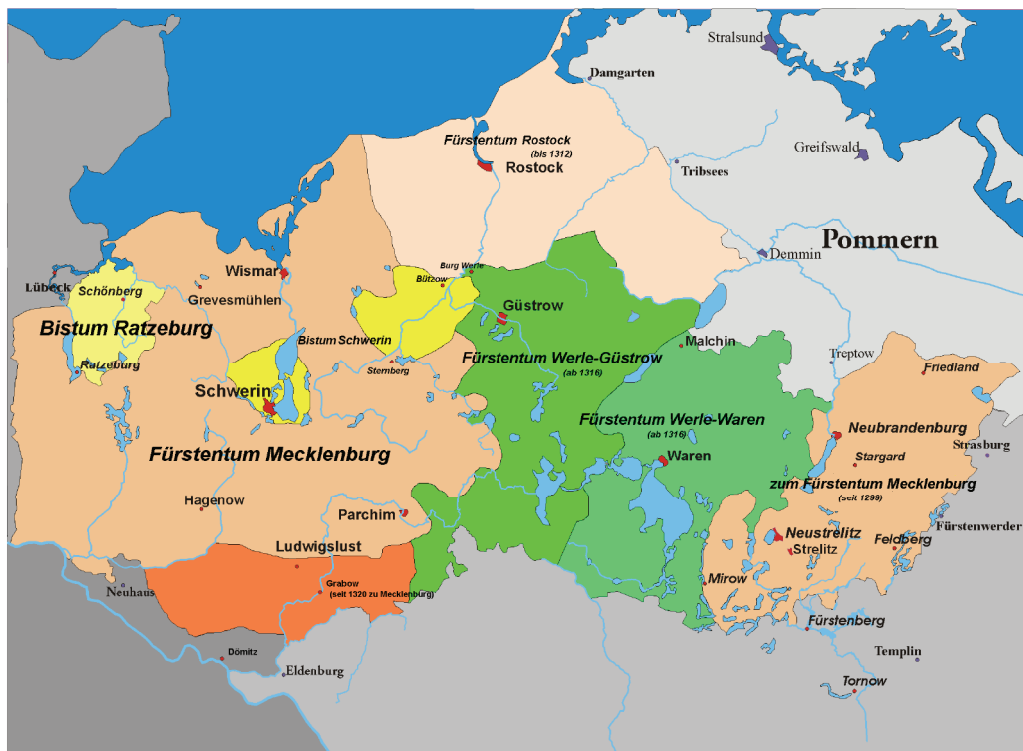 Stralsund
Damgarten
Fürstentum Rostock
(bis 1312)
Rostock
Greifswald
Tribsees
Pommern
Demmin
Burg Werle
Wismar
Bützow
Lübeck
Schönberg
Grevesmühlen
Güstrow
Bistum Ratzeburg
Bistum Schwerin
Malchin
Ratzeburg
Sternberg
Fürstentum Werle-Güstrow
(ab 1316)
Treptow
Friedland
Schwerin
Fürstentum Werle-Waren
(ab 1316)
Neubrandenburg
Strasburg
Fürstentum Mecklenburg
Waren
Stargard
zum Fürstentum Mecklenburg
(seit 1299)
Hagenow
Parchim
Fürstenwerder
Neustrelitz
Strelitz
Feldberg
Ludwigslust
Mirow
Neuhaus
Grabow
(seit 1320 zu Mecklenburg)
Fürstenberg
Dömitz
Eldenburg
Templin
Tornow